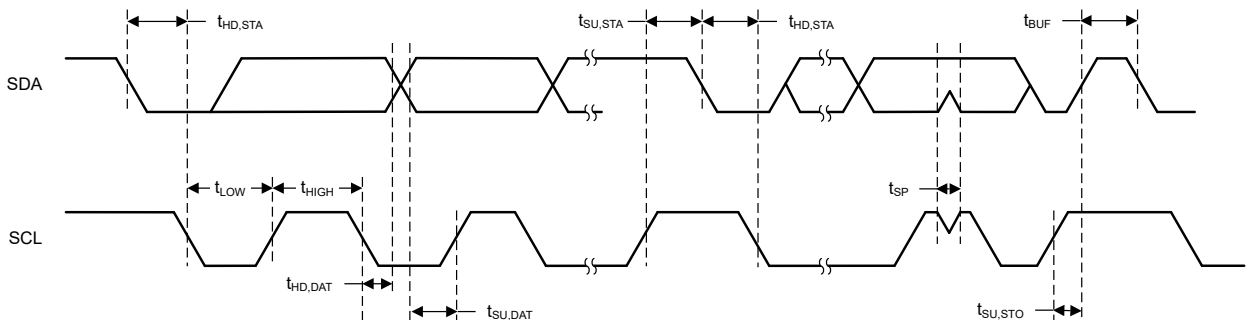 tHD,STA
tSU,STA
tHD,STA
tBUF
SDA
tLOW
tHIGH
tSP
SCL
tHD,DAT
tSU,DAT
tSU,STO